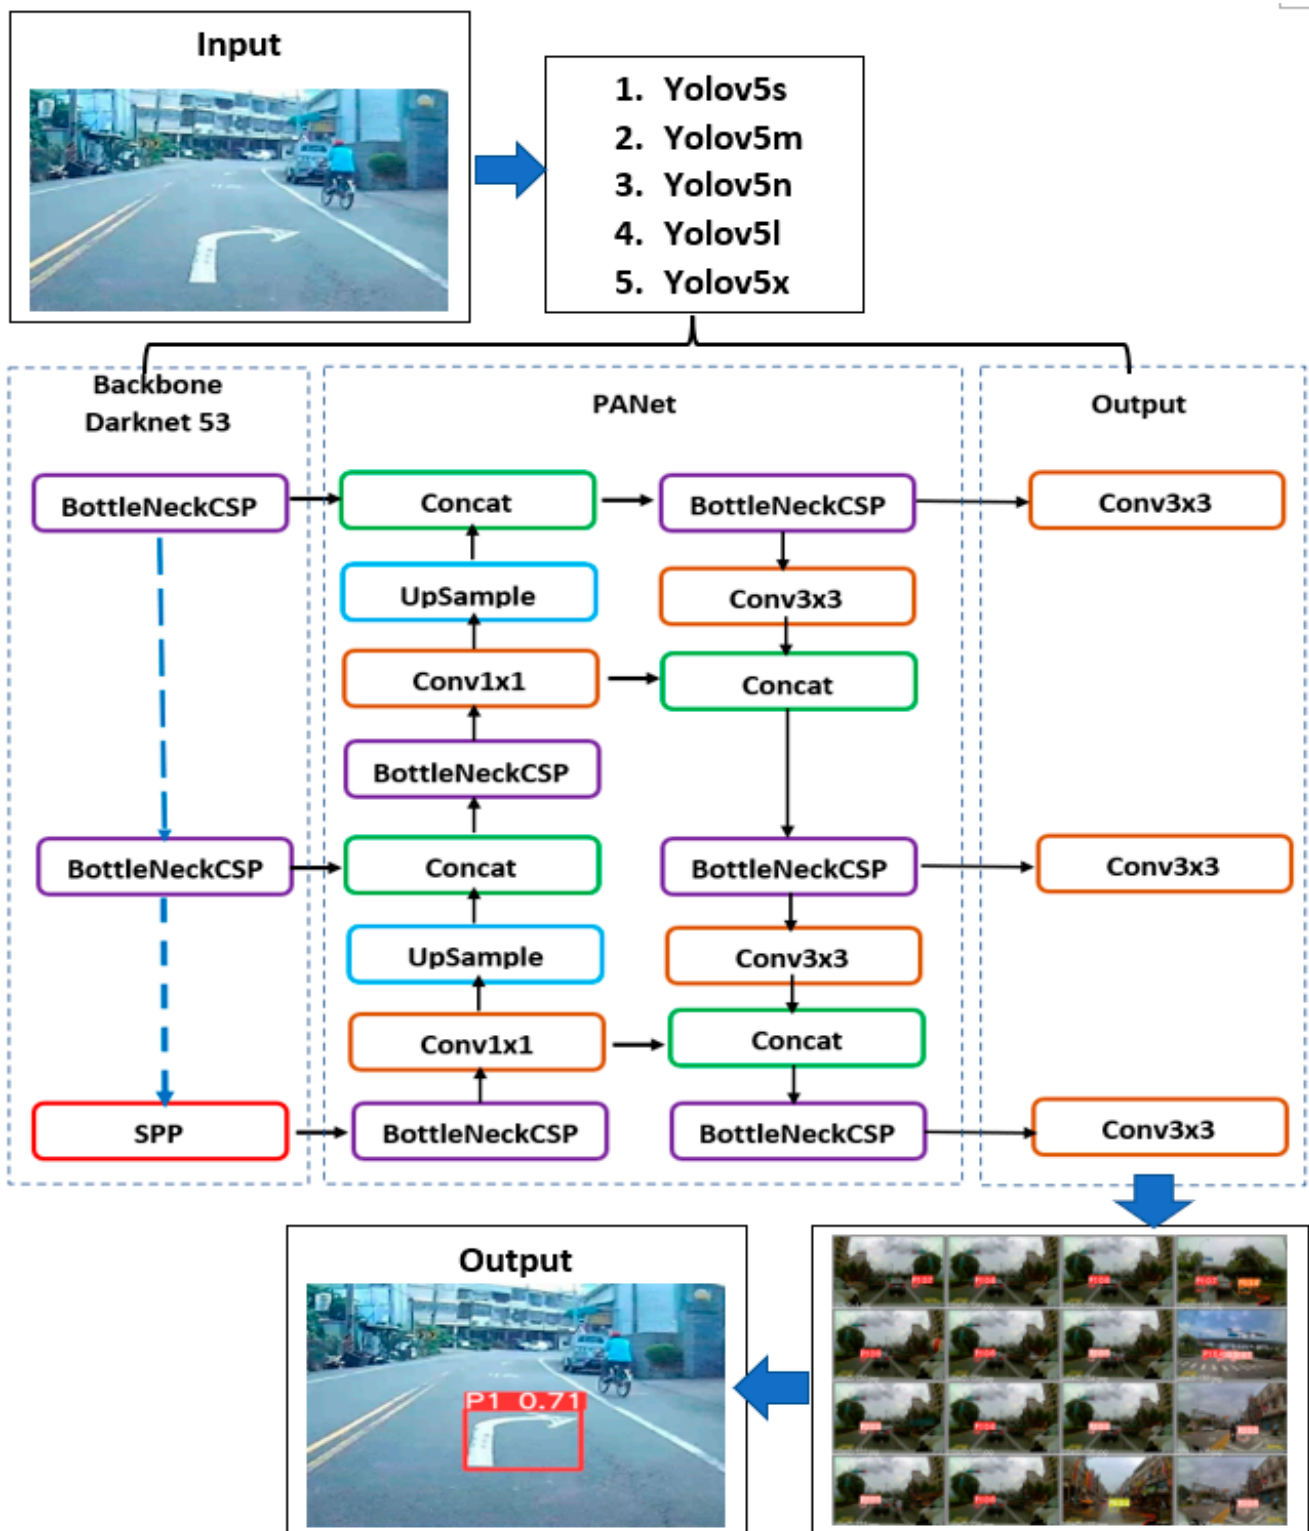 Input
1. Yolov5s
2. Yolov5m
3. Yolov5n
4. Yolov5l
5. Yolov5x
Backbone
Darknet 53
PANet
Output
BottleNeckCSP
Concat
BottleNeckCSP
Conv3x3
UpSample
Conv3x3
Conv1x1
Concat
BottleNeckCSP
BottleNeckCSP
Concat
BottleNeckCSP
Conv3x3
UpSample
Conv3x3
Conv1x1
Concat
SPP
BottleNeckCSP
BottleNeckCSP
Conv3x3
Output
P1 0.71